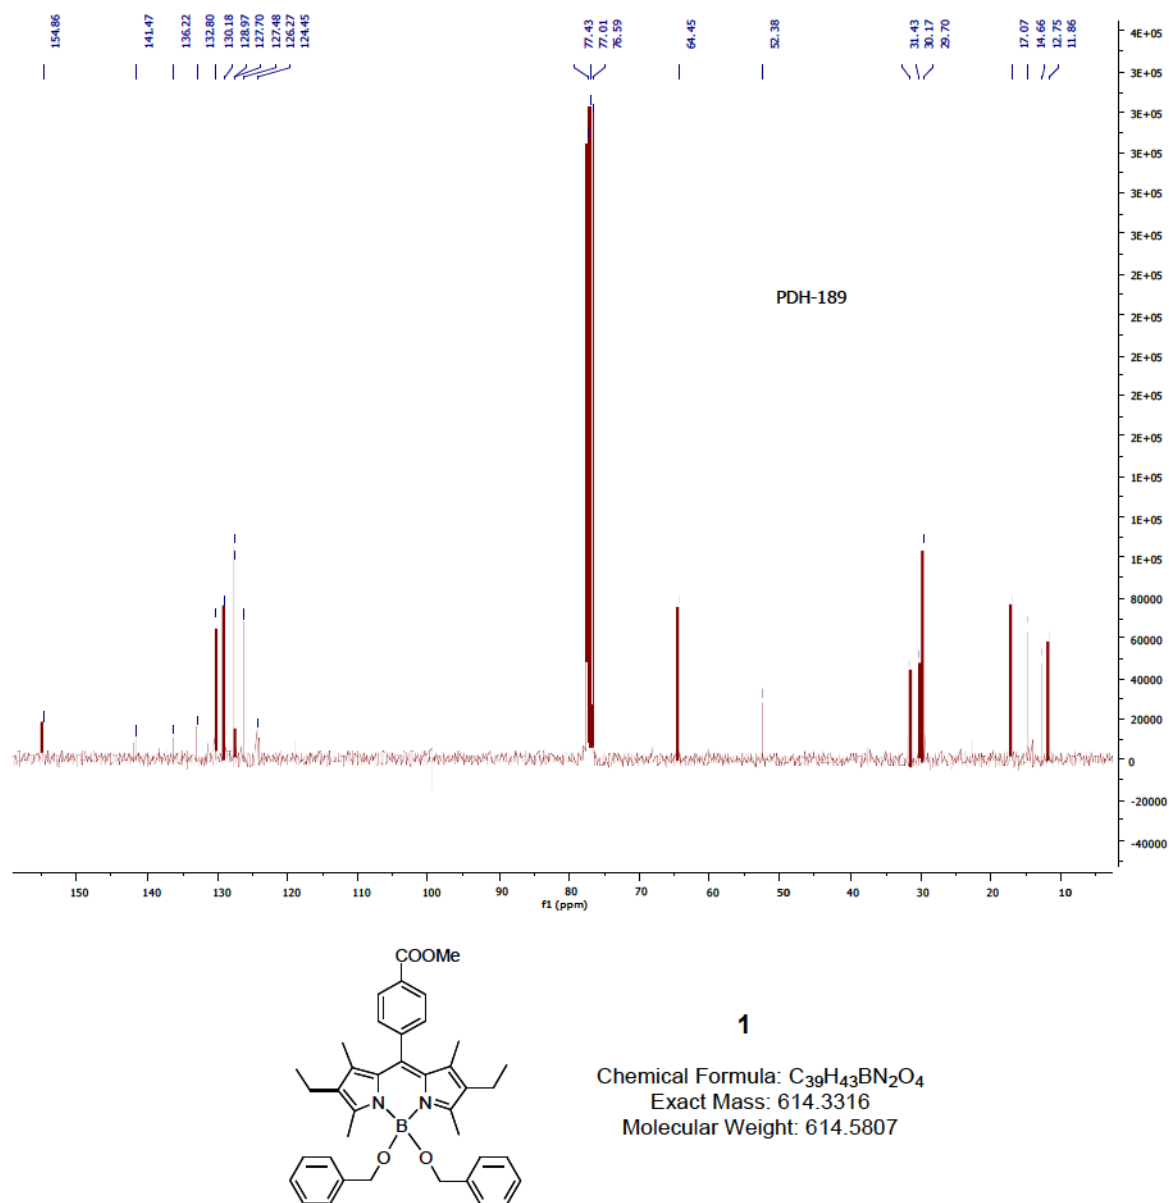 154.86
141.47
136.22
132.80
130.18
128.97
127.70
127.48
126.27
124.45
77.43
77.01
76.59
64.45
52.38
31.43
30.17
29.70
17.07
14.66
12.75
11.86
4E+05
3E+05
3E+05
3E+05
3E+05
3E+05
2E+05
2E+05
2E+05
2E+05
2E+05
1E+05
1E+05
1E+05
80000
60000
40000
20000
0
-20000
-40000
PDH-189
150 140 130 120 110 100 90 80 70 60 50 40 30 20 10
f1 (ppm)
COOMe
N N
B
O O
1
Chemical Formula: C₃₉H₄₃BN₂O₄
Exact Mass: 614.3316
Molecular Weight: 614.5807